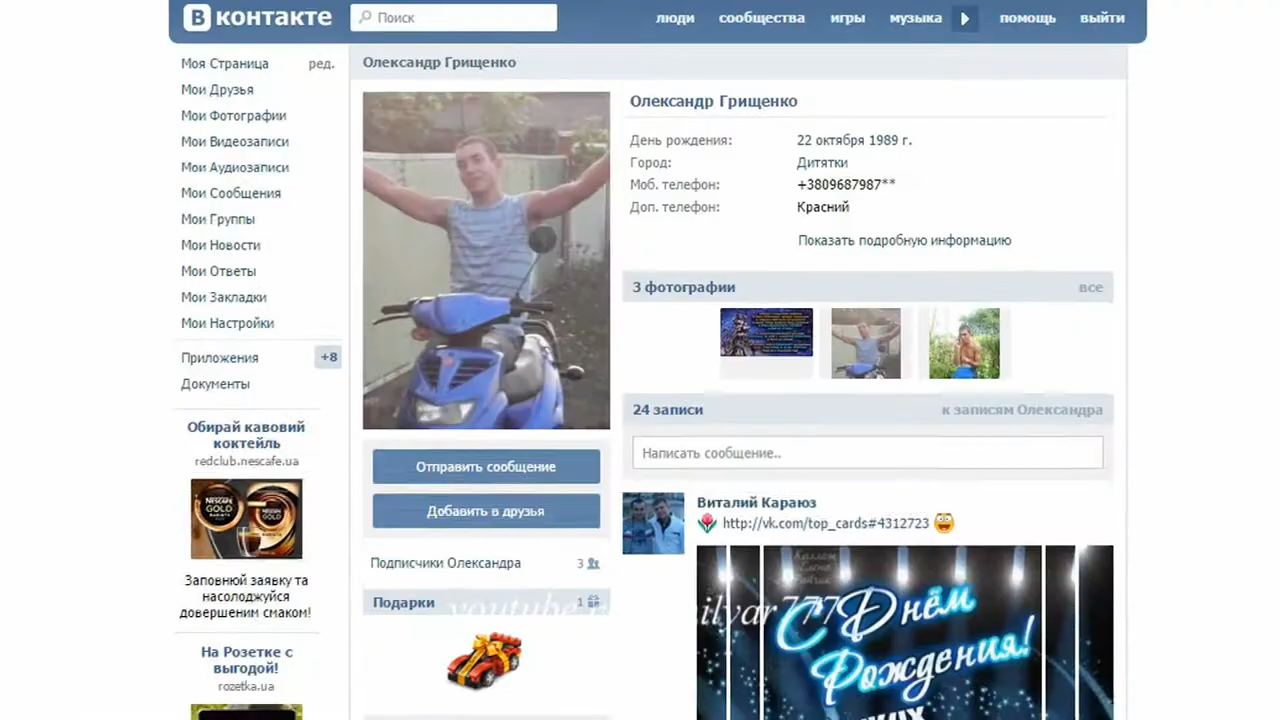 В контакте
Поиск
люди сообщества игры музыка помощь выйти
Моя Страница ред.
Мои Друзья
Мои Фотографии
Мои Видеозаписи
Мои Аудиозаписи
Мои Сообщения
Мои Группы
Мои Новости
Мои Ответы
Мои Закладки
Мои Настройки
Приложения +8
Документы
Обирай кавовий
коктейль
redclub.nescafe.ua
NESCAFE
GOLD
NESCAFE
GOLD
Заповнюй заявку та
насолоджуйся
довершеним смаком!
На Розетке с
выгодой!
rozetka.ua
Олександр Грищенко
Отправить сообщение
Добавить в друзья
Подписчики Олександра 3
Подарки 1
Олександр Грищенко
День рождения: 22 октября 1989 г.
Город: Дитятки
Моб. телефон: +3809687987**
Доп. телефон: Красний
Показать подробную информацию
3 фотографии все
24 записи к записям Олександра
Написать сообщение..
Виталий Караюз
http://vk.com/top_cards#4312723
С Днём
Рождения!